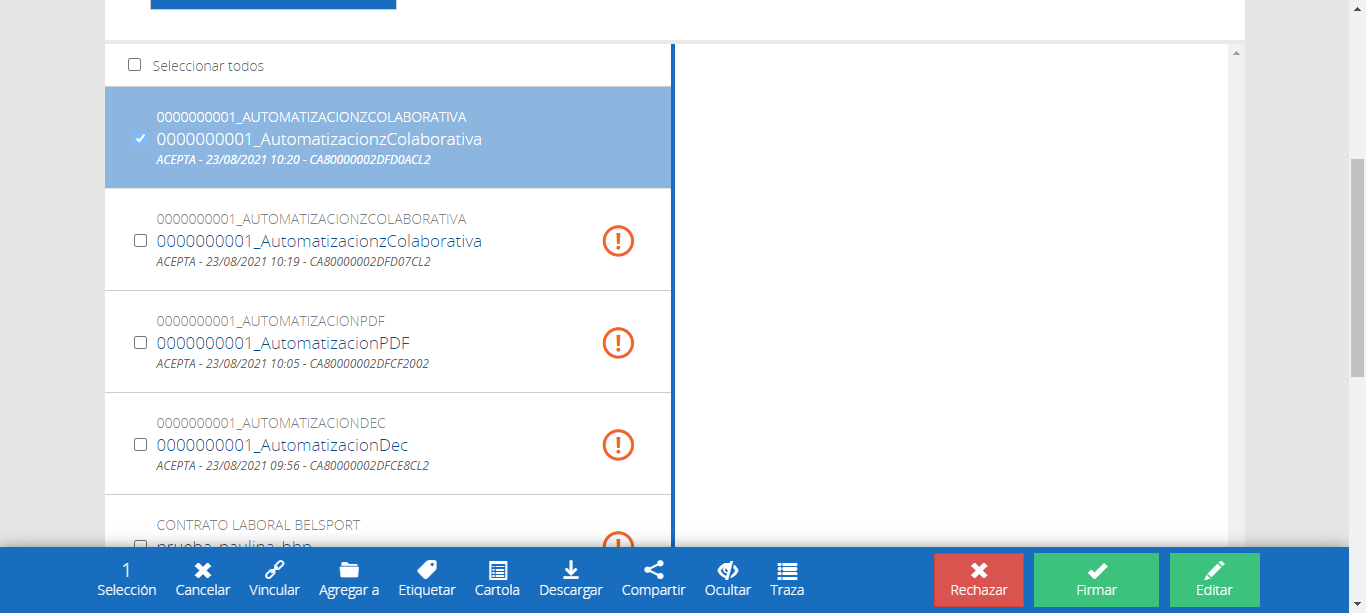 Seleccionar todos
0000000001_AUTOMATIZACIONZCOLABORATIVA
0000000001_AutomatizacionzColaborativa
ACEPTA - 23/08/2021 10:20 - CA80000002DFD0ACL2
0000000001_AUTOMATIZACIONZCOLABORATIVA
0000000001_AutomatizacionzColaborativa
ACEPTA - 23/08/2021 10:19 - CA80000002DFD07CL2
0000000001_AUTOMATIZACIONPDF
0000000001_AutomatizacionPDF
ACEPTA - 23/08/2021 10:05 - CA80000002DFCF2002
0000000001_AUTOMATIZACIONDEC
0000000001_AutomatizacionDec
ACEPTA - 23/08/2021 09:56 - CA80000002DFCE8CL2
CONTRATO LABORAL BELSPORT
prueba_paulina_bhp
1
Selección Cancelar Vincular Agregar a Etiquetar Cartola Descargar Compartir Ocultar Traza Rechazar Firmar Editar